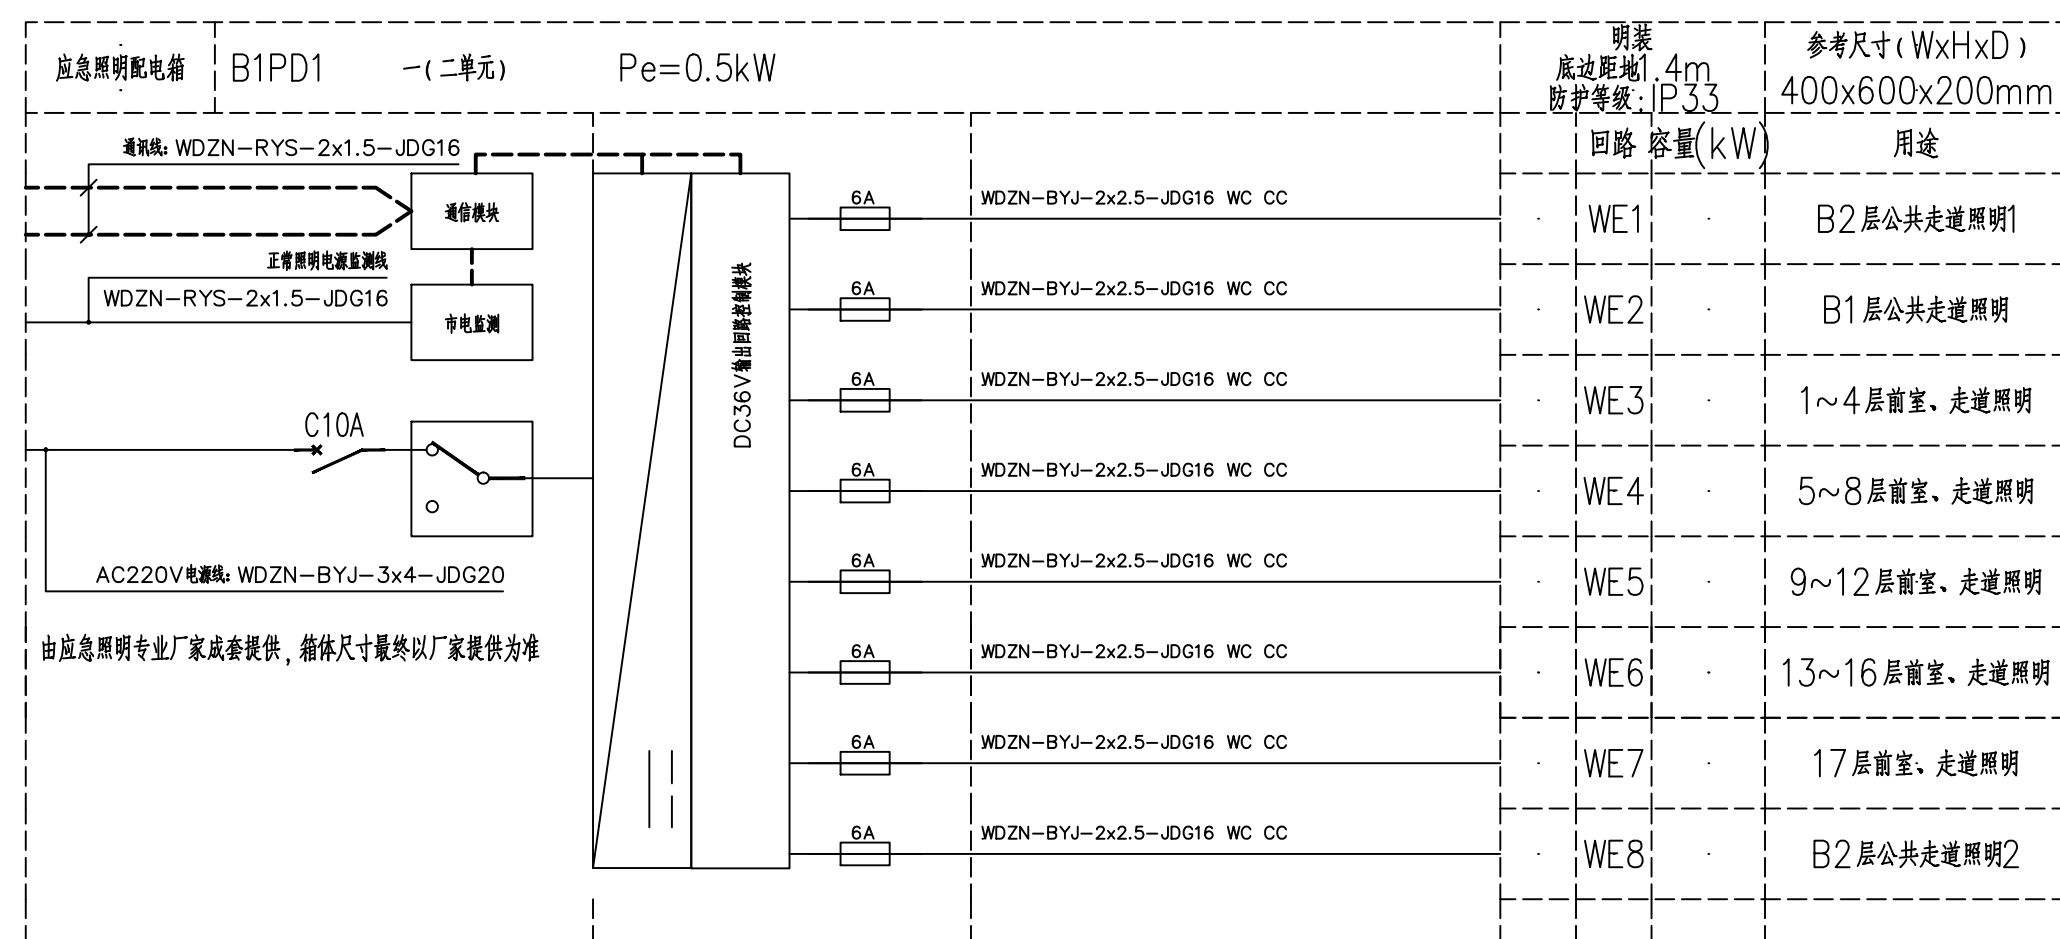 应急照明配电箱 B1PD1 一(二单元) Pe=0.5kW
明装
底边距地1.4m
防护等级:IP33
参考尺寸(WxHxD)
400x600x200mm
回路 容量(kW) 用途
通讯线: WDZN-RYS-2x1.5-JDG16
通信模块
正常照明电源监测线
WDZN-RYS-2x1.5-JDG16
市电监测
C10A
AC220V电源线: WDZN-BYJ-3x4-JDG20
由应急照明专业厂家成套提供,箱体尺寸最终以厂家提供为准
DC36V输出回路控制模块
6A WDZN-BYJ-2x2.5-JDG16 WC CC WE1 B2层公共走道照明1
6A WDZN-BYJ-2x2.5-JDG16 WC CC WE2 B1层公共走道照明
6A WDZN-BYJ-2x2.5-JDG16 WC CC WE3 1~4层前室、走道照明
6A WDZN-BYJ-2x2.5-JDG16 WC CC WE4 5~8层前室、走道照明
6A WDZN-BYJ-2x2.5-JDG16 WC CC WE5 9~12层前室、走道照明
6A WDZN-BYJ-2x2.5-JDG16 WC CC WE6 13~16层前室、走道照明
6A WDZN-BYJ-2x2.5-JDG16 WC CC WE7 17层前室、走道照明
6A WDZN-BYJ-2x2.5-JDG16 WC CC WE8 B2层公共走道照明2